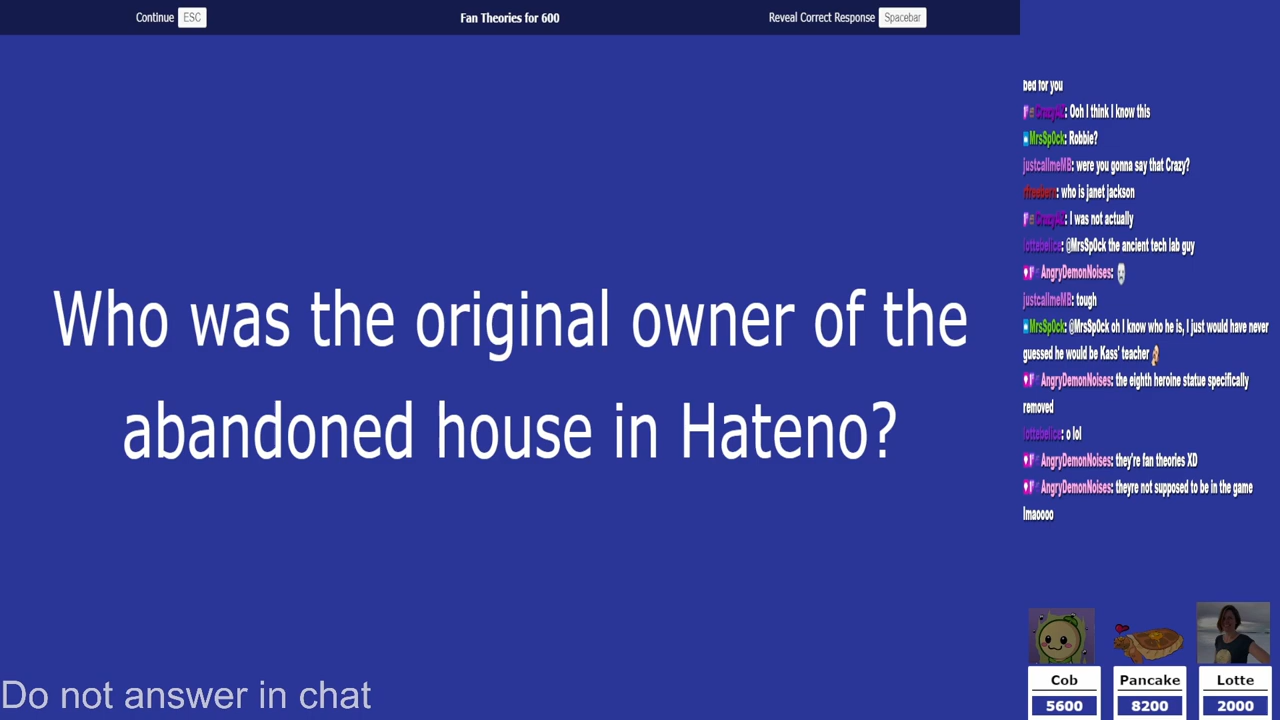 Continue ESC
Fan Theories for 600
Reveal Correct Response Spacebar
Who was the original owner of the
abandoned house in Hateno?
Do not answer in chat
bed for you
CrazyAZ: Ooh I think I know this
MrsSp0ck: Robbie?
justcallmeMB: were you gonna say that Crazy?
: who is janet jackson
CrazyAZ: I was not actually
lottebelice: @MrsSp0ck the ancient tech lab guy
AngryDemonNoises:
justcallmeMB: tough
MrsSp0ck: @MrsSp0ck oh I know who he is, I just would have never
guessed he would be Kass' teacher
AngryDemonNoises: the eighth heroine statue specifically
removed
lottebelice: o lol
AngryDemonNoises: they're fan theories XD
AngryDemonNoises: theyre not supposed to be in the game
lmaoooo
Cob
5600
Pancake
8200
Lotte
2000